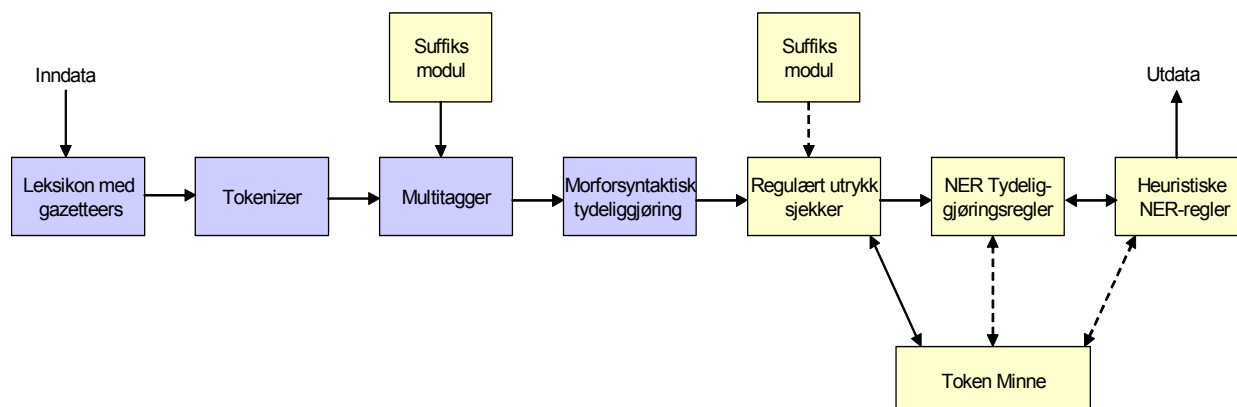 Suffiks
modul
Suffiks
modul
Inndata
Utdata
Leksikon med
gazetteers
Tokenizer
Multitagger
Morforsyntaktisk
tydeliggjøring
Regulært utrykk
sjekker
NER Tydelig-
gjøringsregler
Heuristiske
NER-regler
Token Minne